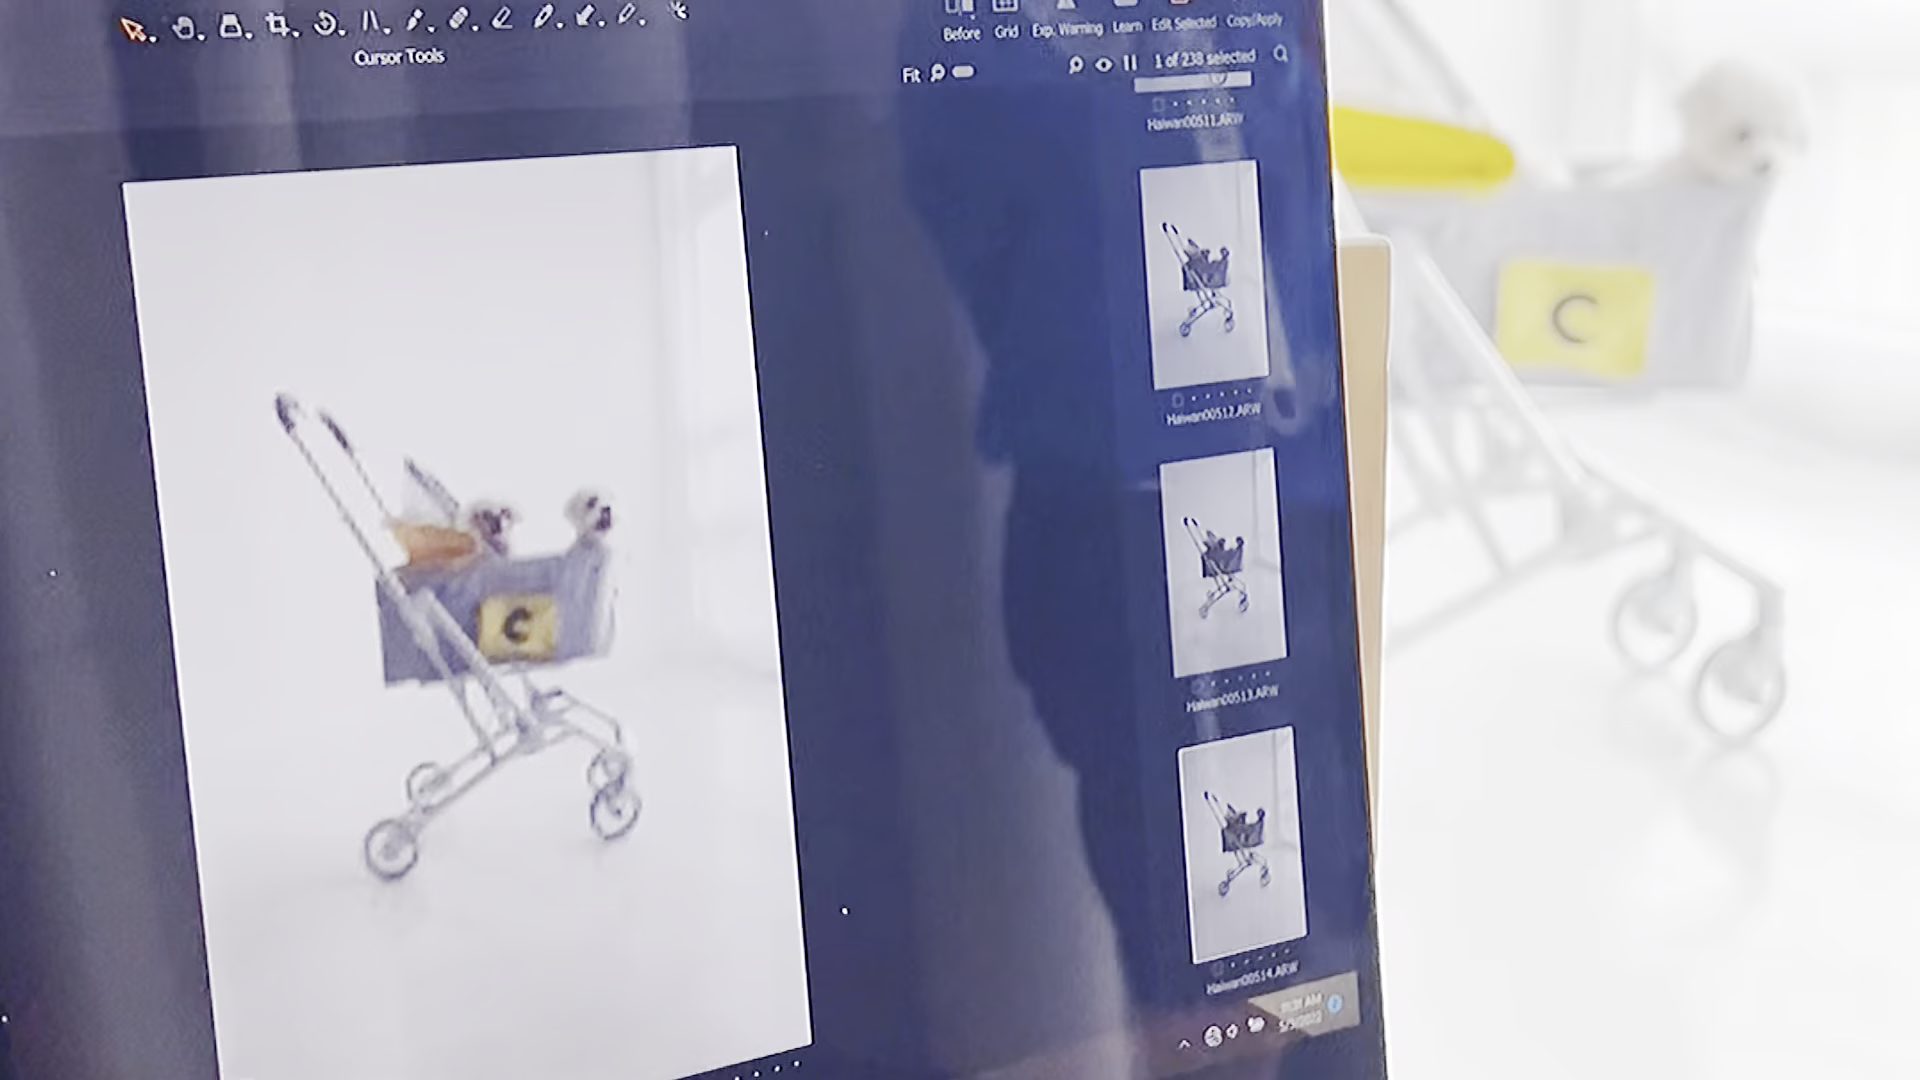 Cursor Tools
Before Grid Exp. Warning Learn Edit Selected Copy/Apply
Fit
1 of 238 selected
Haiwan00511.ARW
Haiwan00512.ARW
Haiwan00513.ARW
Haiwan00514.ARW
AM
C
C